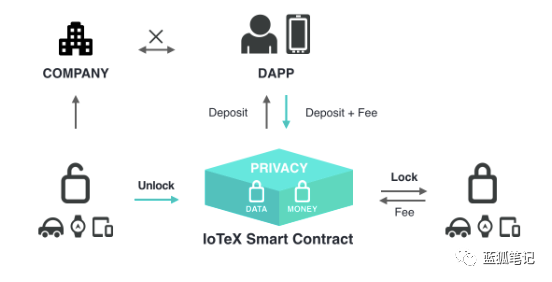 COMPANY
DAPP
Deposit
Deposit + Fee
PRIVACY
Unlock
DATA
MONEY
Lock
Fee
IoTeX Smart Contract
蓝狐笔记